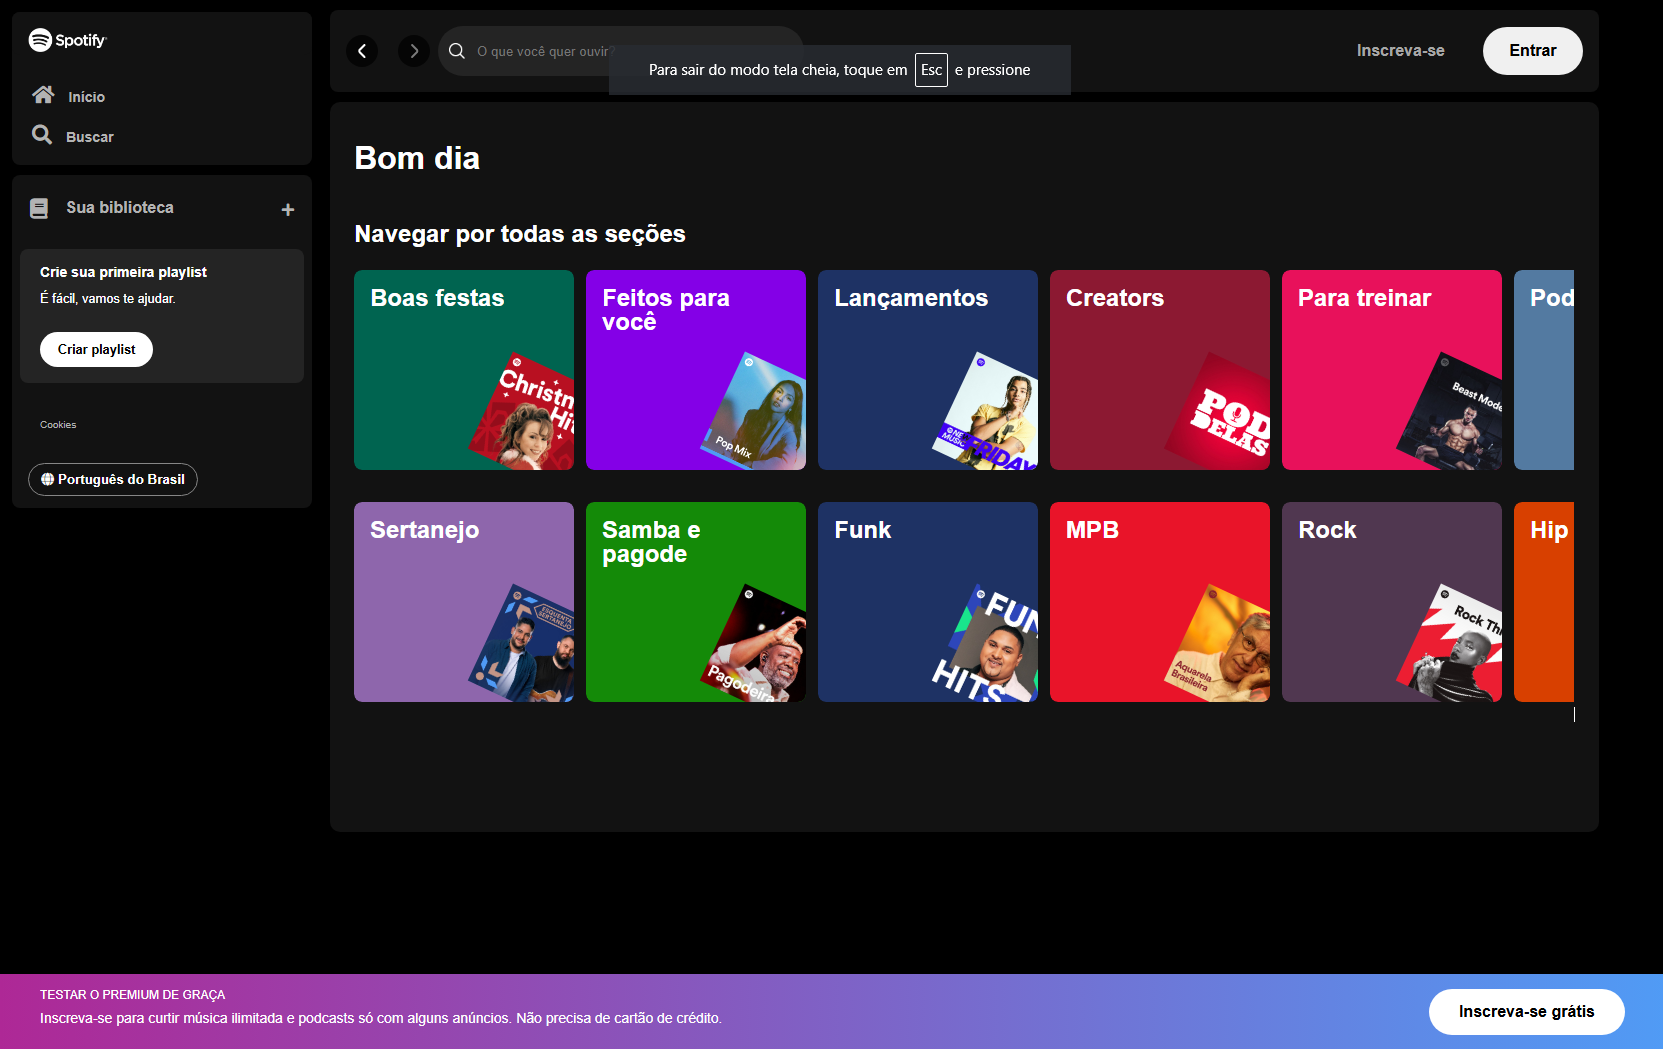 Spotify
Início
Buscar
Sua biblioteca
Crie sua primeira playlist
É fácil, vamos te ajudar.
Criar playlist
Cookies
Português do Brasil
O que você quer ouvir?
Para sair do modo tela cheia, toque em Esc e pressione
Inscreva-se
Entrar
Bom dia
Navegar por todas as seções
Boas festas
Christm
Hit
Feitos para
você
Pop Mix
Lançamentos
NE
MUSIC
FRIDAY
Creators
POD
DELAS
Para treinar
Beast Mode
Pod
Sertanejo
ESQUENTA
SERTANEJO
Samba e
pagode
Pagodeira
Funk
FUN
HITS
MPB
Aquarela
Brasileira
Rock
Rock Thi
Hip
TESTAR O PREMIUM DE GRAÇA
Inscreva-se para curtir música ilimitada e podcasts só com alguns anúncios. Não precisa de cartão de crédito.
Inscreva-se grátis